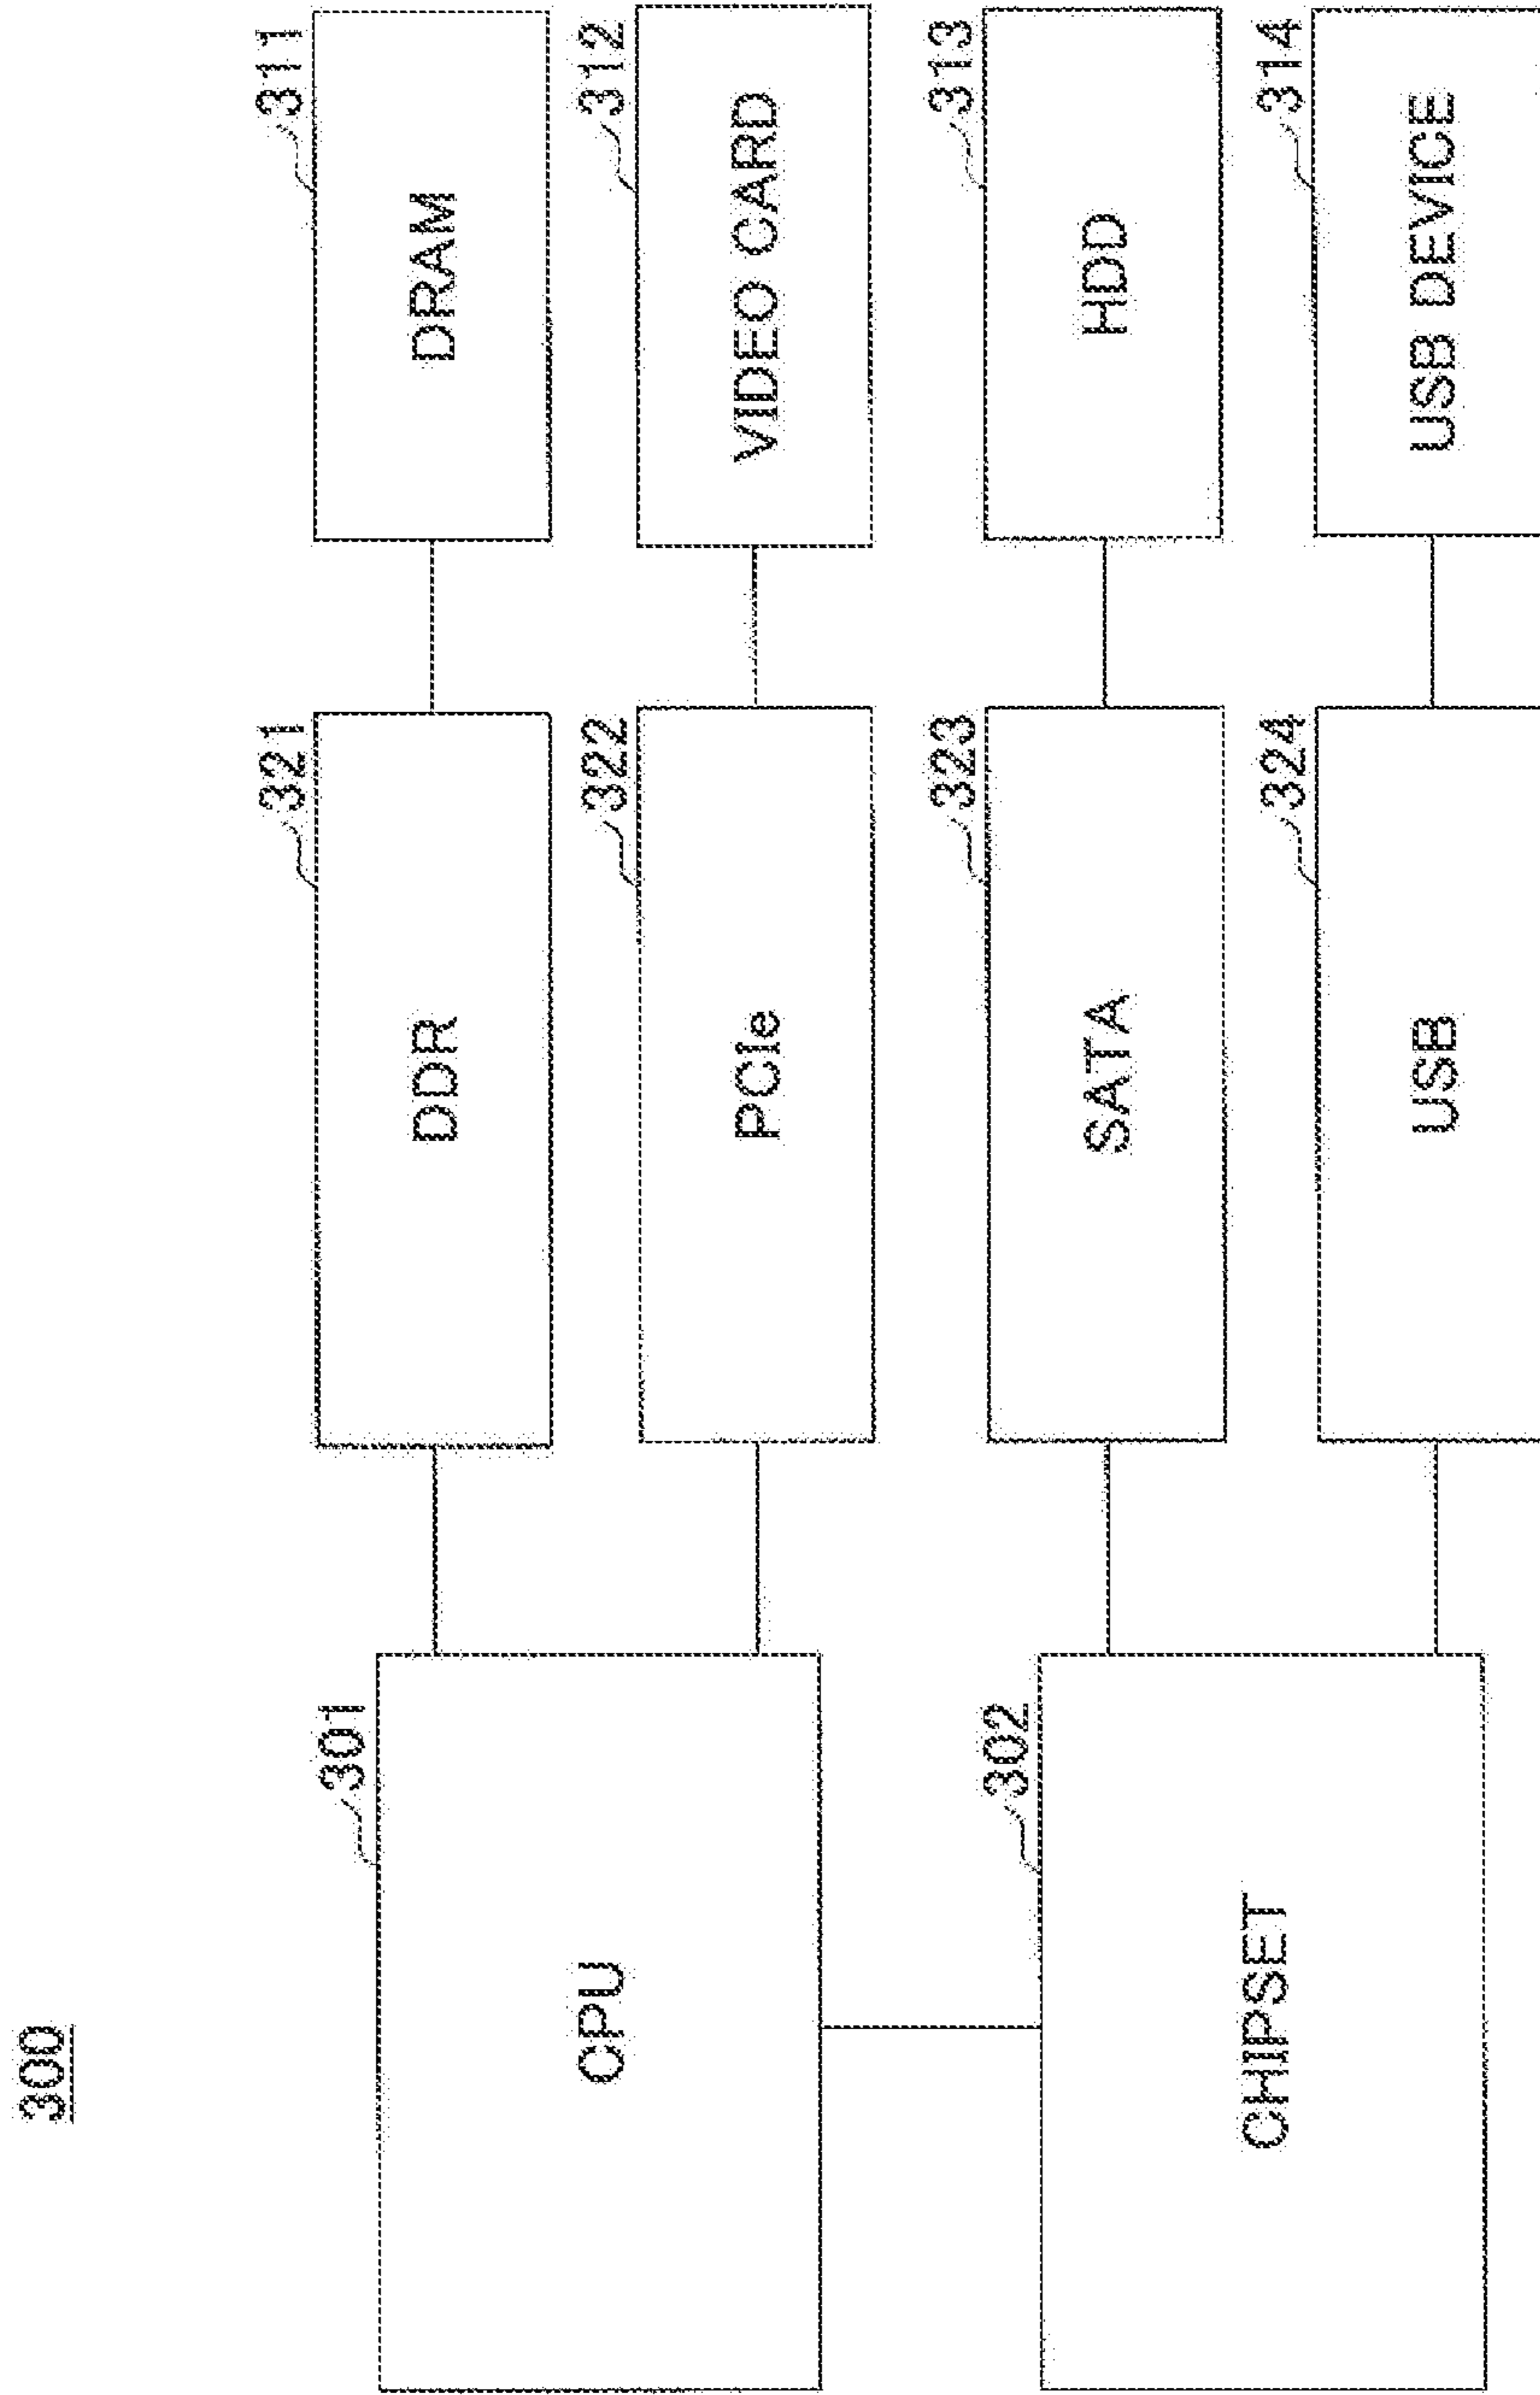 300
301
CPU
302
CHIPSET
321
DDR
322
PCIe
323
SATA
324
USB
311
DRAM
312
VIDEO CARD
313
HDD
314
USB DEVICE